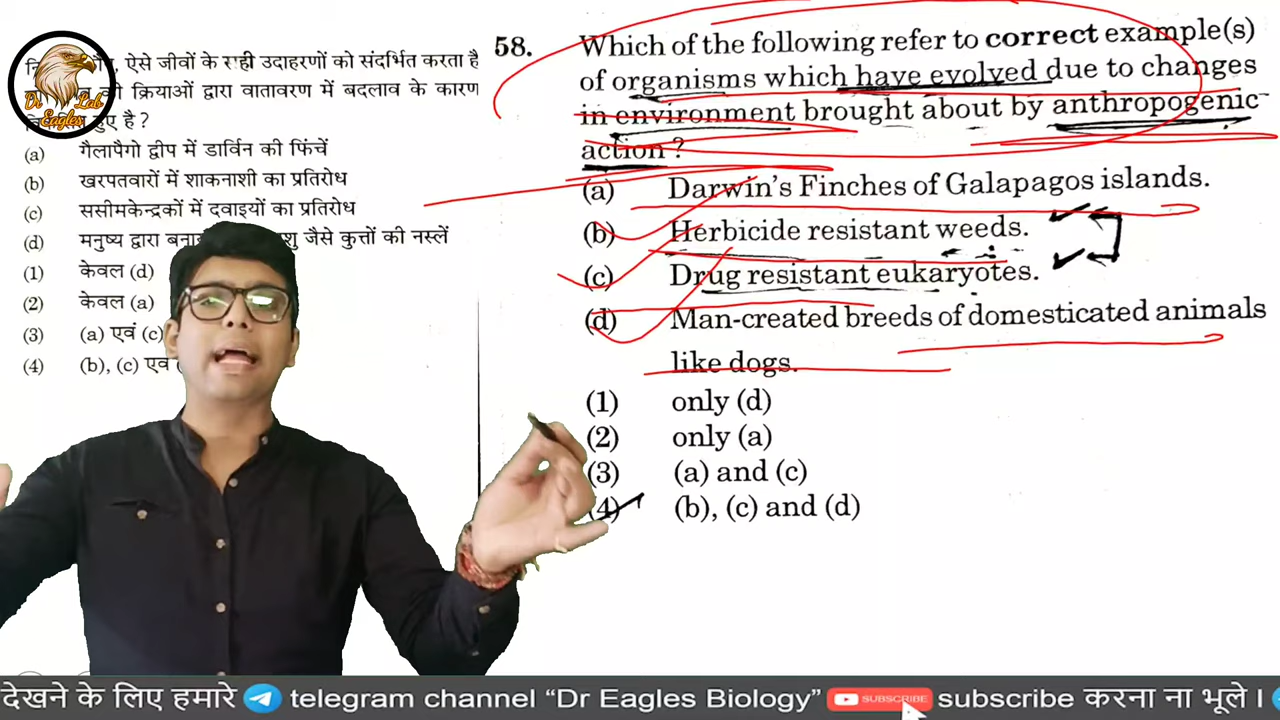 Dr Lab
Eagles
ऐसे जीवों के सही उदाहरणों को संदर्भित करता है
क्रियाओं द्वारा वातावरण में बदलाव के कारण
हुए है ?
(a) गैलापैगो द्वीप में डार्विन की फिंचें
(b) खरपतवारों में शाकनाशी का प्रतिरोध
(c) ससीमकेन्द्रकों में दवाइयों का प्रतिरोध
(d) मनुष्य द्वारा जैसे कुत्तों की नस्लें
(1) केवल (d)
(2) केवल (a)
(3) (a) एवं (c)
(4) (b), (c) एवं
58. Which of the following refer to correct example(s)
of organisms which have evolved due to changes
in environment brought about by anthropogenic
action ?
(a) Darwin's Finches of Galapagos islands.
(b) Herbicide resistant weeds.
(c) Drug resistant eukaryotes.
(d) Man-created breeds of domesticated animals
like dogs.
(1) only (d)
(2) only (a)
(3) (a) and (c)
(4) (b), (c) and (d)
देखने के लिए हमारे telegram channel “Dr Eagles Biology” SUBSCRIBE subscribe करना ना भूले ।